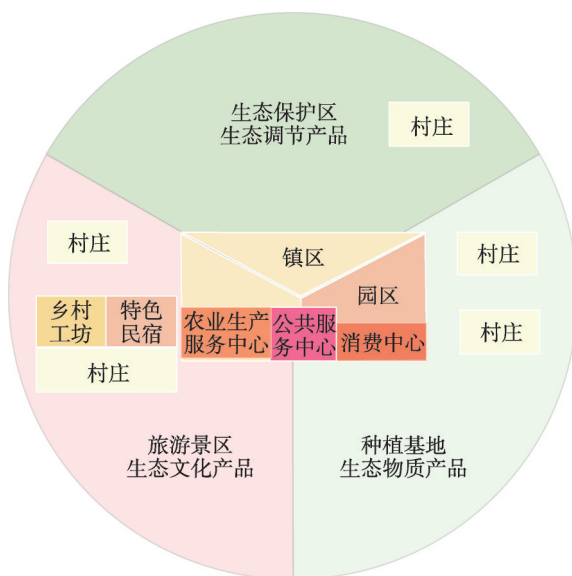 生态保护区
生态调节产品
村庄
村庄
镇区
村庄
园区
乡村
工坊
特色
民宿
农业生产
服务中心
公共服
务中心
消费中心
村庄
村庄
旅游景区
生态文化产品
种植基地
生态物质产品